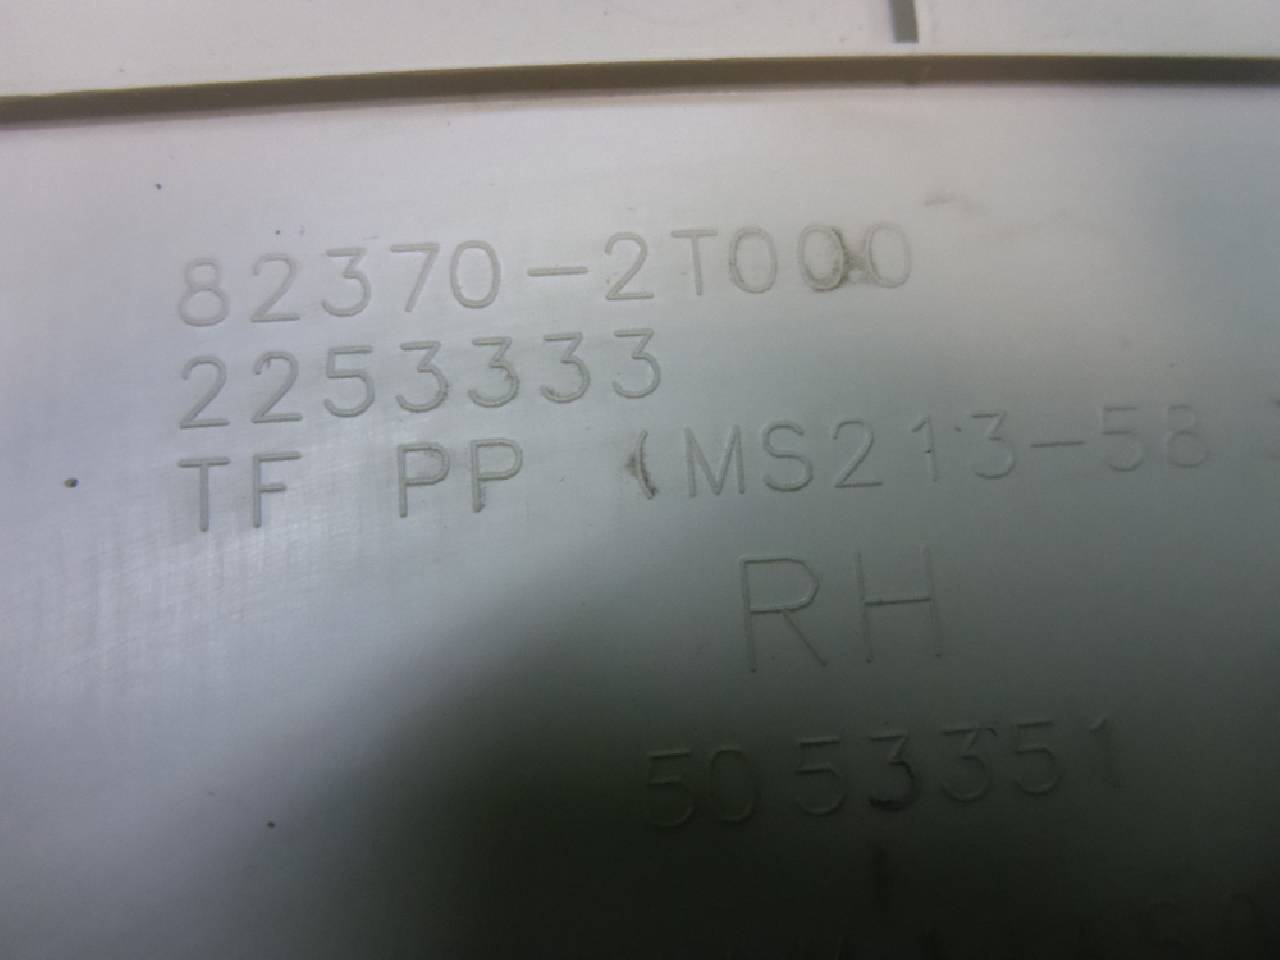 82370-2T000
2253333
TF PP (MS213-58
RH
5053351